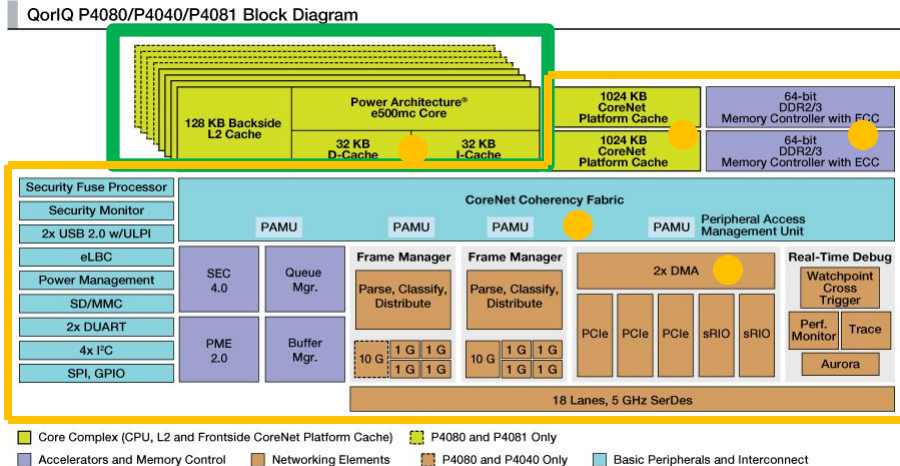 QorIQ P4080/P4040/P4081 Block Diagram
128 KB Backside
L2 Cache
Power Architecture®
e500mc Core
32 KB
D-Cache
32 KB
I-Cache
1024 KB
CoreNet
Platform Cache
1024 KB
CoreNet
Platform Cache
64-bit
DDR2/3
Memory Controller with ECC
64-bit
DDR2/3
Memory Controller with ECC
Security Fuse Processor
Security Monitor
2x USB 2.0 w/ULPI
eLBC
Power Management
SD/MMC
2x DUART
4x I²C
SPI, GPIO
CoreNet Coherency Fabric
PAMU
PAMU
PAMU
PAMU
Peripheral Access
Management Unit
SEC
4.0
Queue
Mgr.
PME
2.0
Buffer
Mgr.
Frame Manager
Parse, Classify,
Distribute
10 G
1 G
1 G
1 G
1 G
Frame Manager
Parse, Classify,
Distribute
10 G
1 G
1 G
1 G
1 G
2x DMA
PCIe
PCIe
PCIe
sRIO
sRIO
Real-Time Debug
Watchpoint
Cross
Trigger
Perf.
Monitor
Trace
Aurora
18 Lanes, 5 GHz SerDes
Core Complex (CPU, L2 and Frontside CoreNet Platform Cache)
P4080 and P4081 Only
Accelerators and Memory Control
Networking Elements
P4080 and P4040 Only
Basic Peripherals and Interconnect